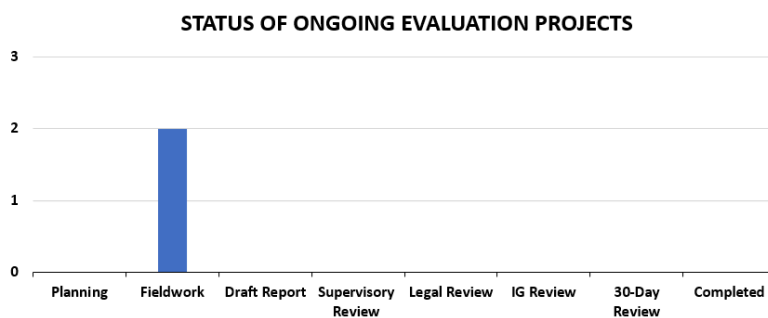 STATUS OF ONGOING EVALUATION PROJECTS
3
2
1
0
Planning
Fieldwork
Draft Report
Supervisory
Review
Legal Review
IG Review
30-Day
Review
Completed